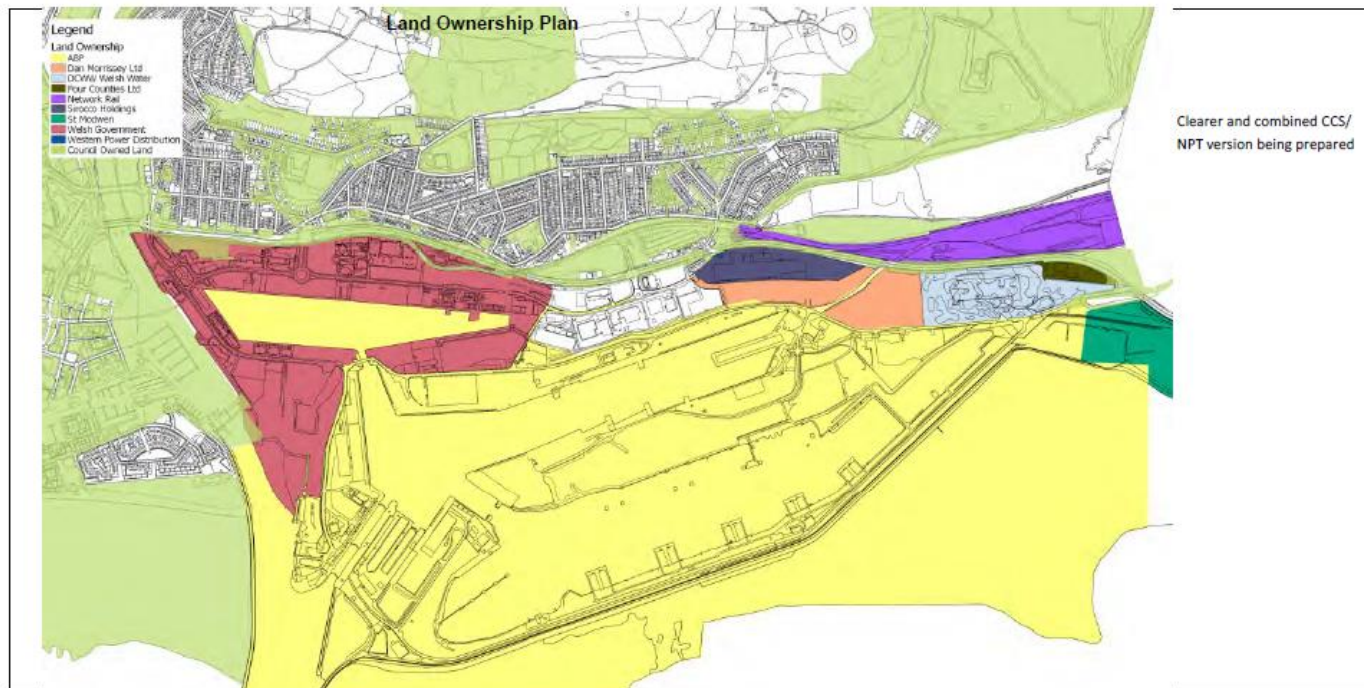 Land Ownership Plan
Legend
Land Ownership
ABP
Dan Morrissey Ltd
DCWW Welsh Water
Four Counties Ltd
Network Rail
Sirocco Holdings
St Modwen
Welsh Government
Western Power Distribution
Council Owned Land
Clearer and combined CCS/
NPT version being prepared